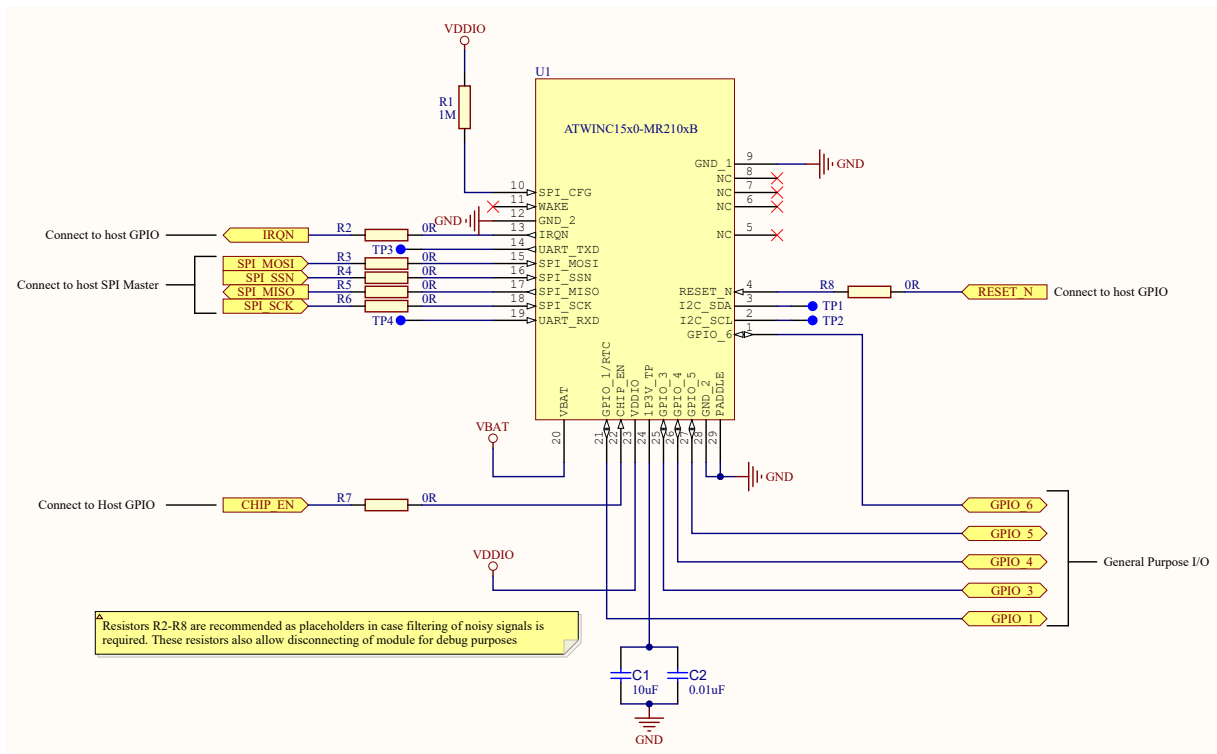 VDDIO
R1
1M
U1
ATWINC15x0-MR210xB
10 SPI_CFG
11 WAKE
GND 12 GND_2
Connect to host GPIO IRQN R2 0R 13 IRQN
TP3 14 UART_TXD
Connect to host SPI Master
SPI_MOSI R3 0R 15 SPI_MOSI
SPI_SSN R4 0R 16 SPI_SSN
SPI_MISO R5 0R 17 SPI_MISO
SPI_SCK R6 0R 18 SPI_SCK
TP4 19 UART_RXD
GND_1 9 GND
NC 8
NC 7
NC 6
NC 5
RESET_N 4 R8 0R RESET_N Connect to host GPIO
I2C_SDA 3 TP1
I2C_SCL 2 TP2
GPIO_6 1
VBAT 20
GPIO_1/RTC 21
CHIP_EN 22
VDDIO 23
1P3V_TP 24
GPIO_3 25
GPIO_4 26
GPIO_5 27
GND_2 28
PADDLE 29
VBAT
GND
Connect to Host GPIO CHIP_EN R7 0R
VDDIO
GPIO_6
GPIO_5
GPIO_4
GPIO_3
GPIO_1
General Purpose I/O
Resistors R2-R8 are recommended as placeholders in case filtering of noisy signals is
required. These resistors also allow disconnecting of module for debug purposes
C1
10uF
C2
0.01uF
GND